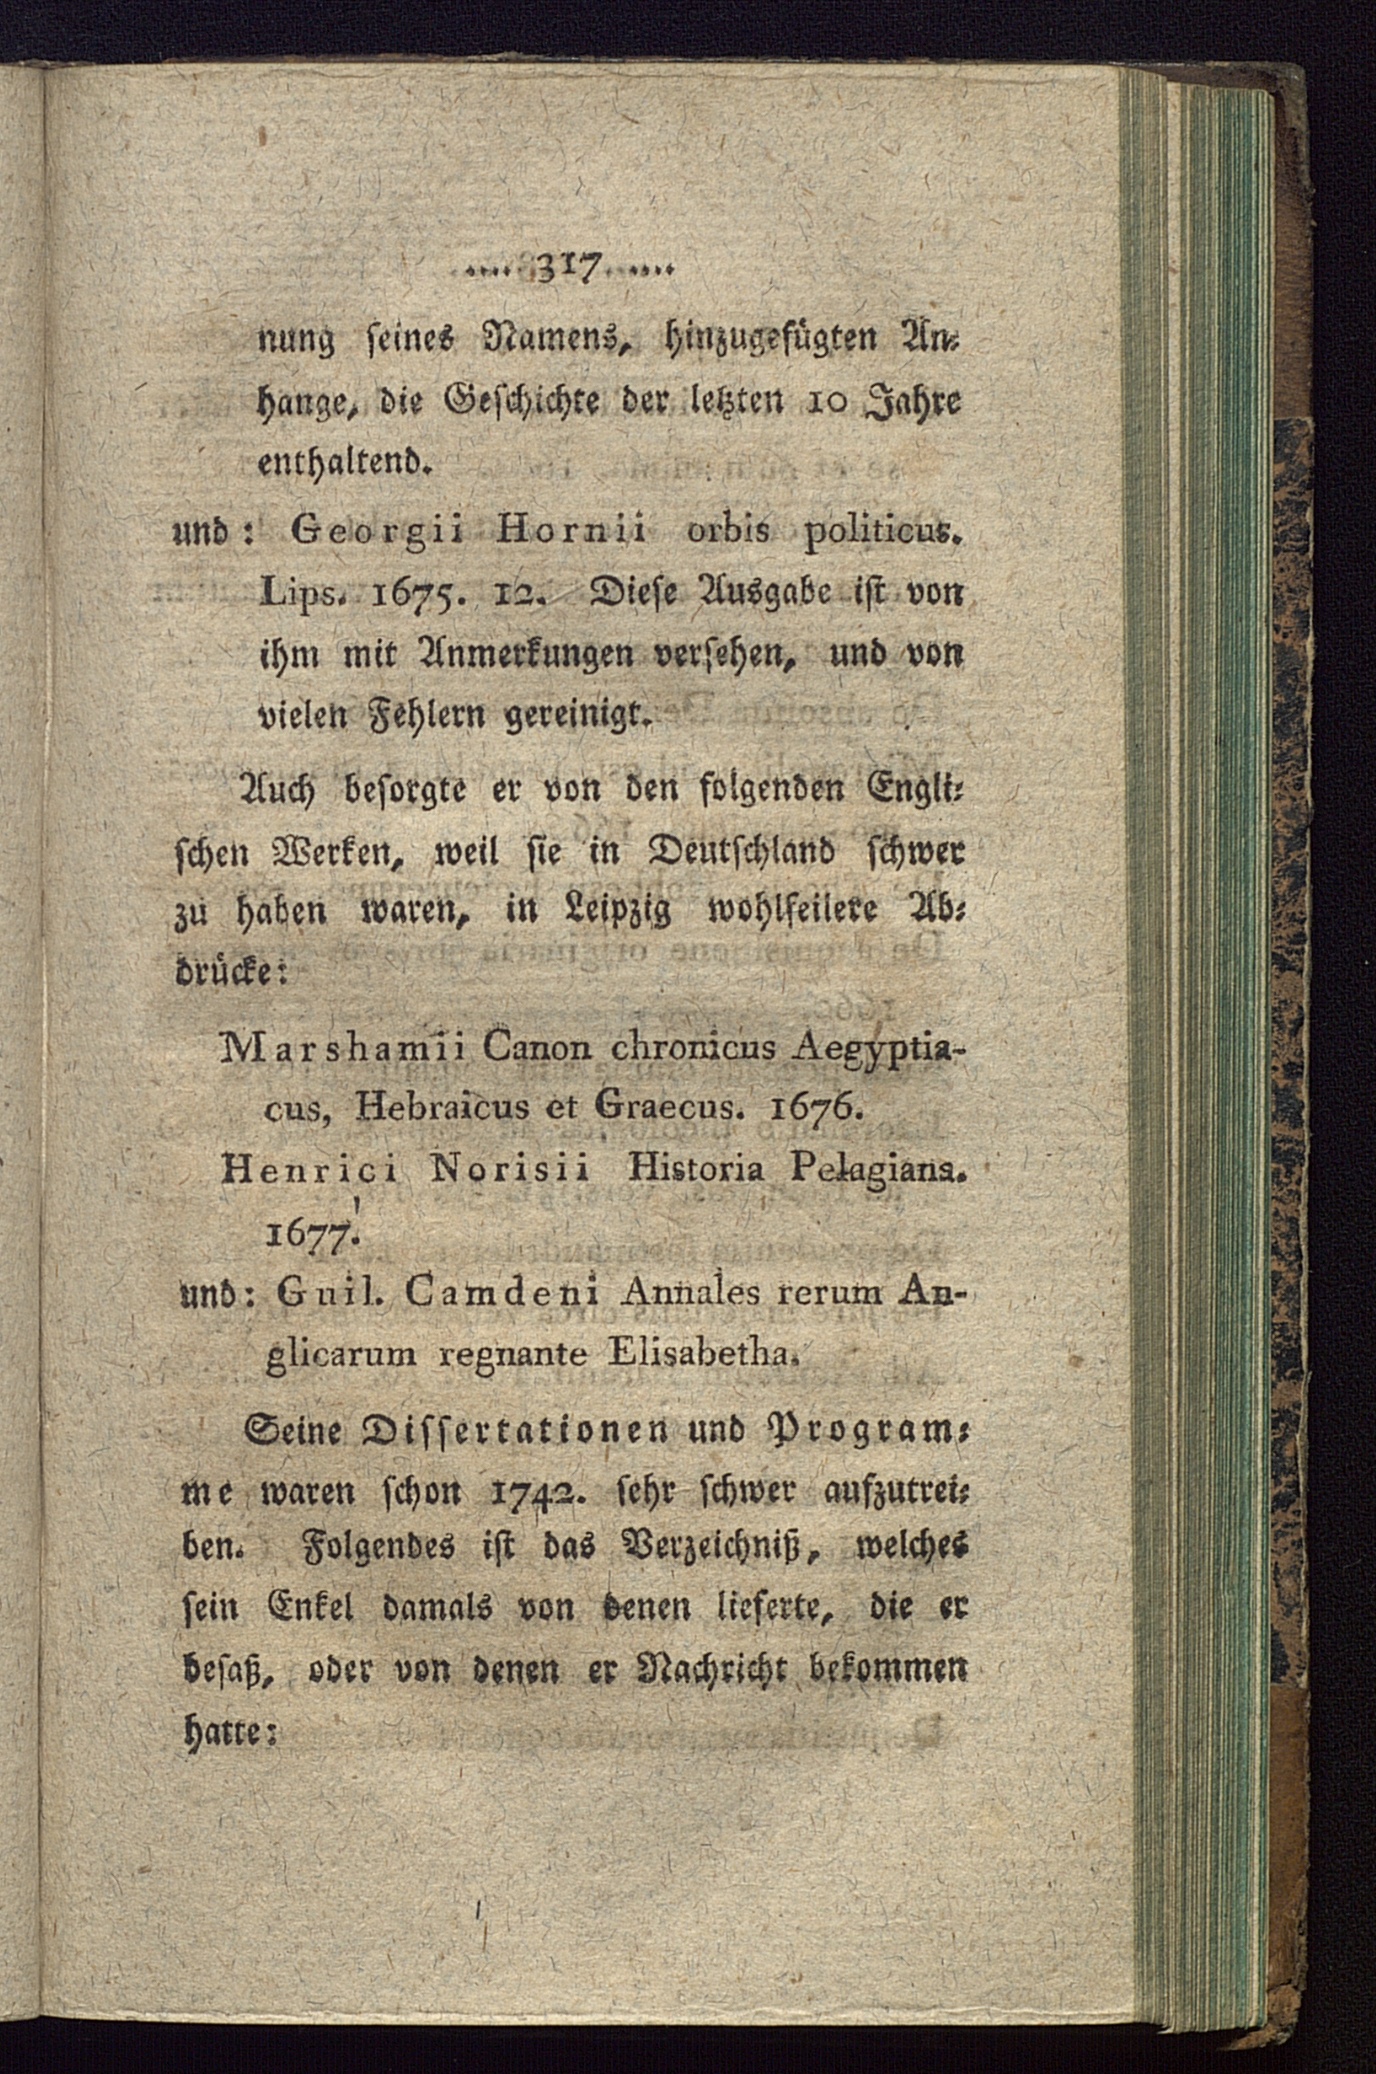 ..... 317 .....
nung seines Namens, hinzugefügten An-
hange, die Geschichte der letzten 10 Jahre
enthaltend.
und: Georgii Hornii orbis politicus.
Lips. 1675. 12. Diese Ausgabe ist von
ihm mit Anmerkungen versehen, und von
vielen Fehlern gereinigt.
Auch besorgte er von den folgenden Engli-
schen Werken, weil sie in Deutschland schwer
zu haben waren, in Leipzig wohlfeilere Ab-
drücke:
Marshamii Canon chronicus Aegyptia-
cus, Hebraicus et Graecus. 1676.
Henrici Norisii Historia Pelagiana.
1677.
und: Guil. Camdeni Annales rerum An-
glicarum regnante Elisabetha.
Seine Dissertationen und Program-
me waren schon 1742. sehr schwer aufzutrei-
ben. Folgendes ist das Verzeichniß, welches
sein Enkel damals von denen lieferte, die er
besaß, oder von denen er Nachricht bekommen
hatte: